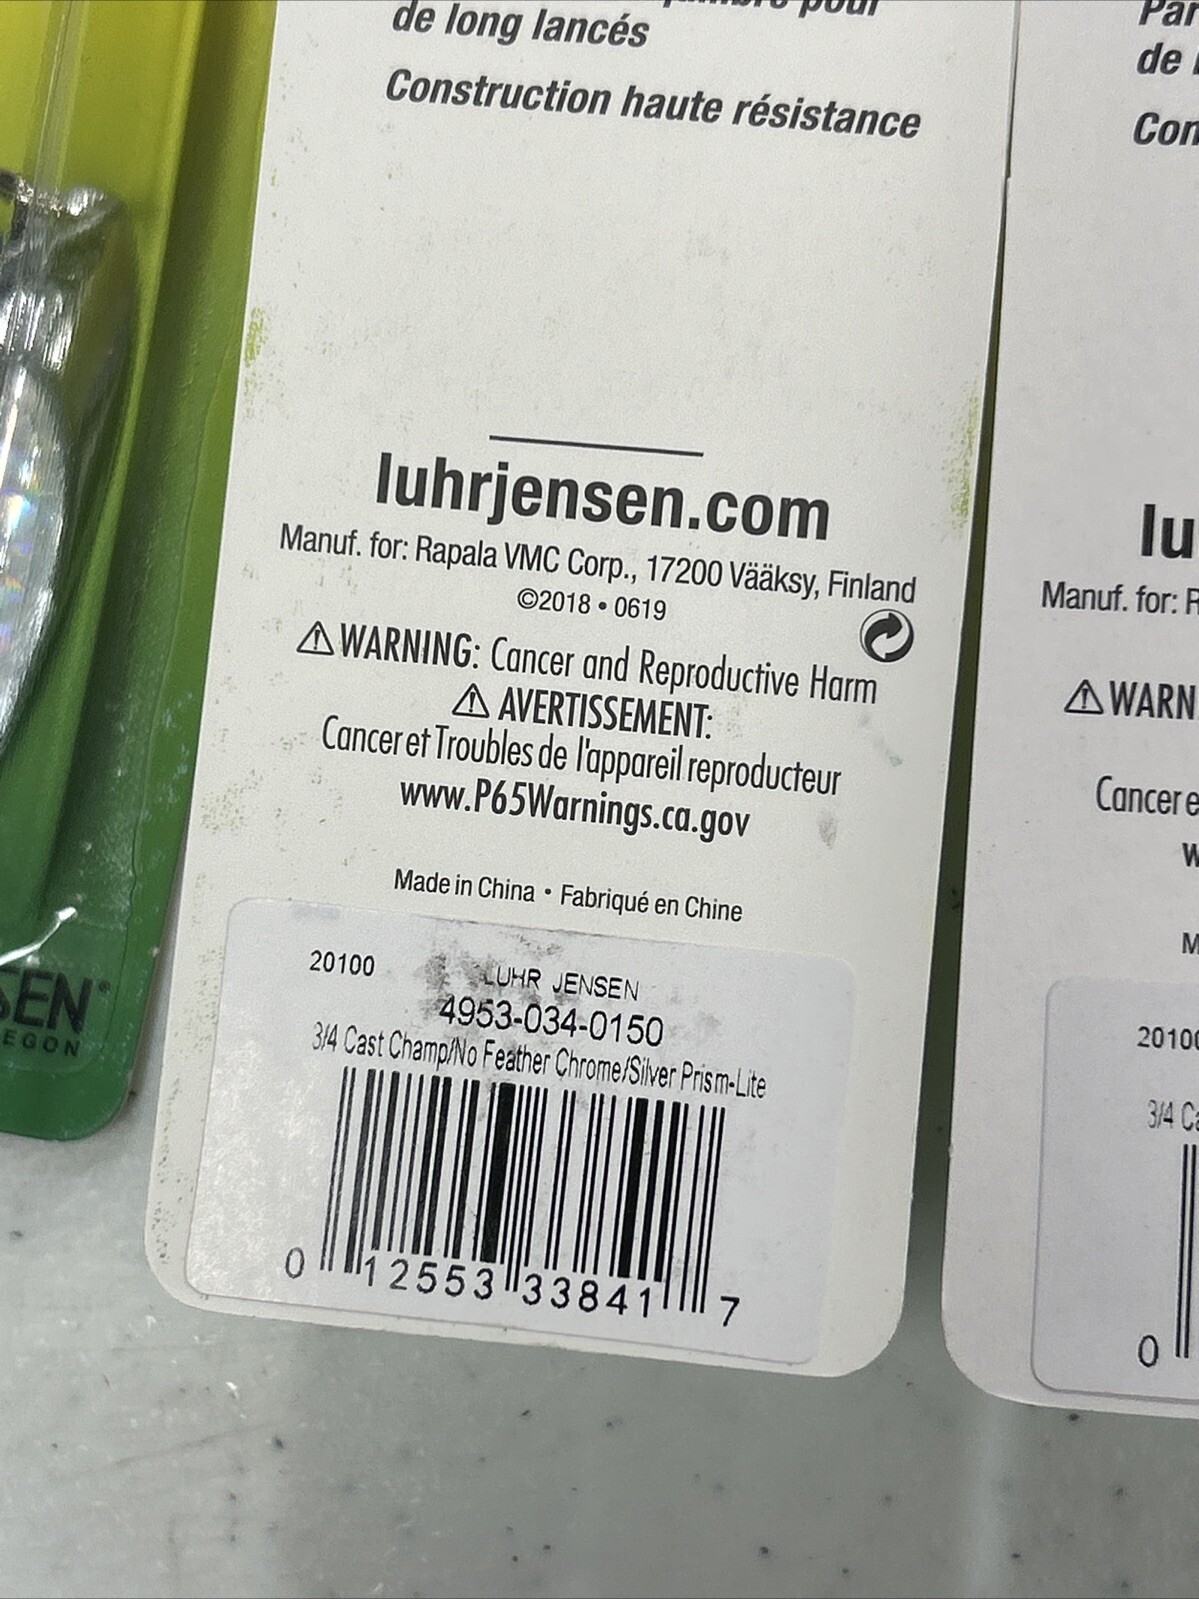 pour
de long lancés
Construction haute résistance
luhrjensen.com
Manuf. for: Rapala VMC Corp., 17200 Vääksy, Finland
©2018 • 0619
⚠WARNING: Cancer and Reproductive Harm
⚠ AVERTISSEMENT:
Cancer et Troubles de l'appareil reproducteur
www.P65Warnings.ca.gov
Made in China • Fabriqué en Chine
20100 LUHR JENSEN
4953-034-0150
3/4 Cast Champ/No Feather Chrome/Silver Prism-Lite
0 12553 33841 7
de
Manuf. for:
3/4
0